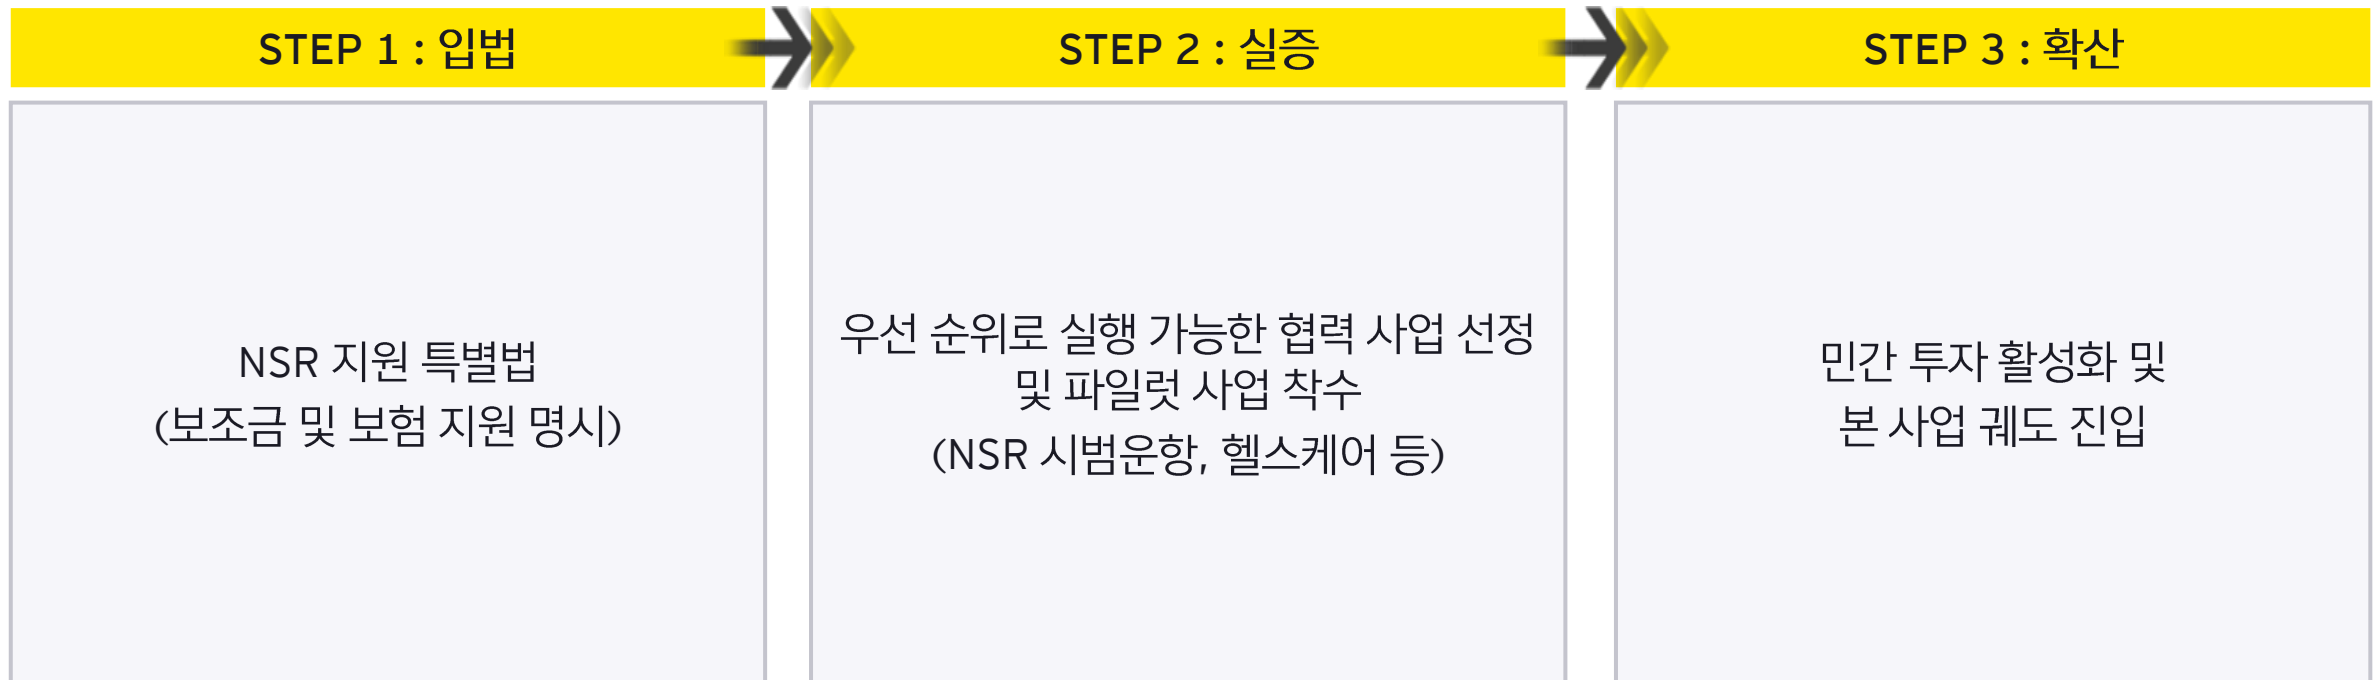 STEP 1 : 입법
NSR 지원 특별법
(보조금 및 보험 지원 명시)
STEP 2 : 실증
우선 순위로 실행 가능한 협력 사업 선정
및 파일럿 사업 착수
(NSR 시범운항, 헬스케어 등)
STEP 3 : 확산
민간 투자 활성화 및
본 사업 궤도 진입